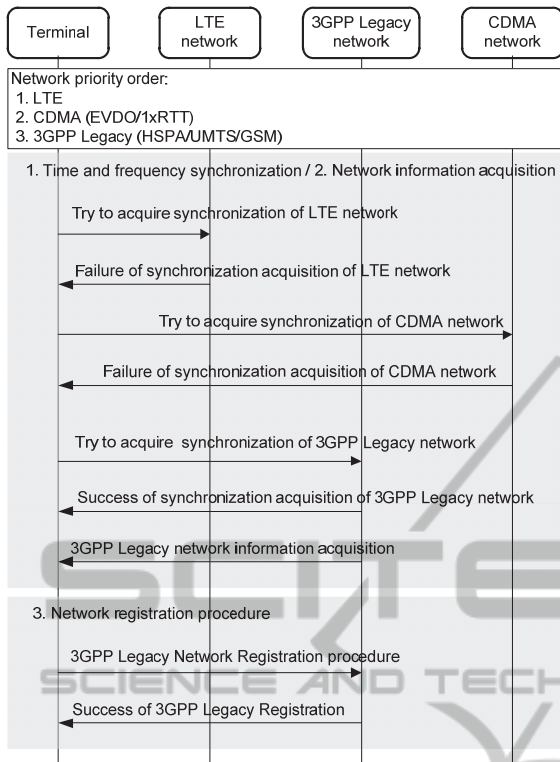 Terminal
LTE
network
3GPP Legacy
network
CDMA
network
Network priority order:
1. LTE
2. CDMA (EVDO/1xRTT)
3. 3GPP Legacy (HSPA/UMTS/GSM)
1. Time and frequency synchronization / 2. Network information acquisition
Try to acquire synchronization of LTE network
Failure of synchronization acquisition of LTE network
Try to acquire synchronization of CDMA network
Failure of synchronization acquisition of CDMA network
Try to acquire synchronization of 3GPP Legacy network
Success of synchronization acquisition of 3GPP Legacy network
3GPP Legacy network information acquisition
SCITE
3. Network registration procedure
3GPP Legacy Network Registration procedure
SCIENCE AND TECH
Success of 3GPP Legacy Registration